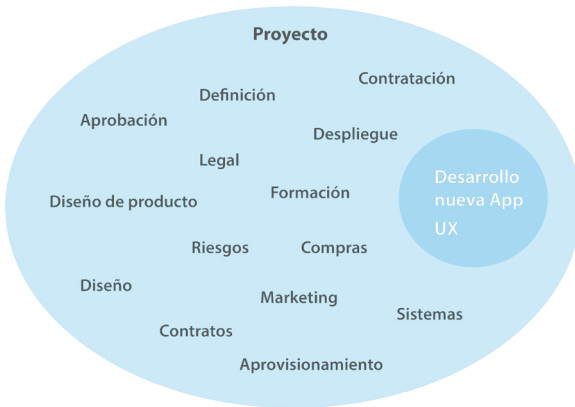 Proyecto
Contratación
Definición
Aprobación
Despliegue
Legal
Desarrollo
nueva App
UX
Formación
Diseño de producto
Riesgos
Compras
Diseño
Marketing
Sistemas
Contratos
Aprovisionamiento